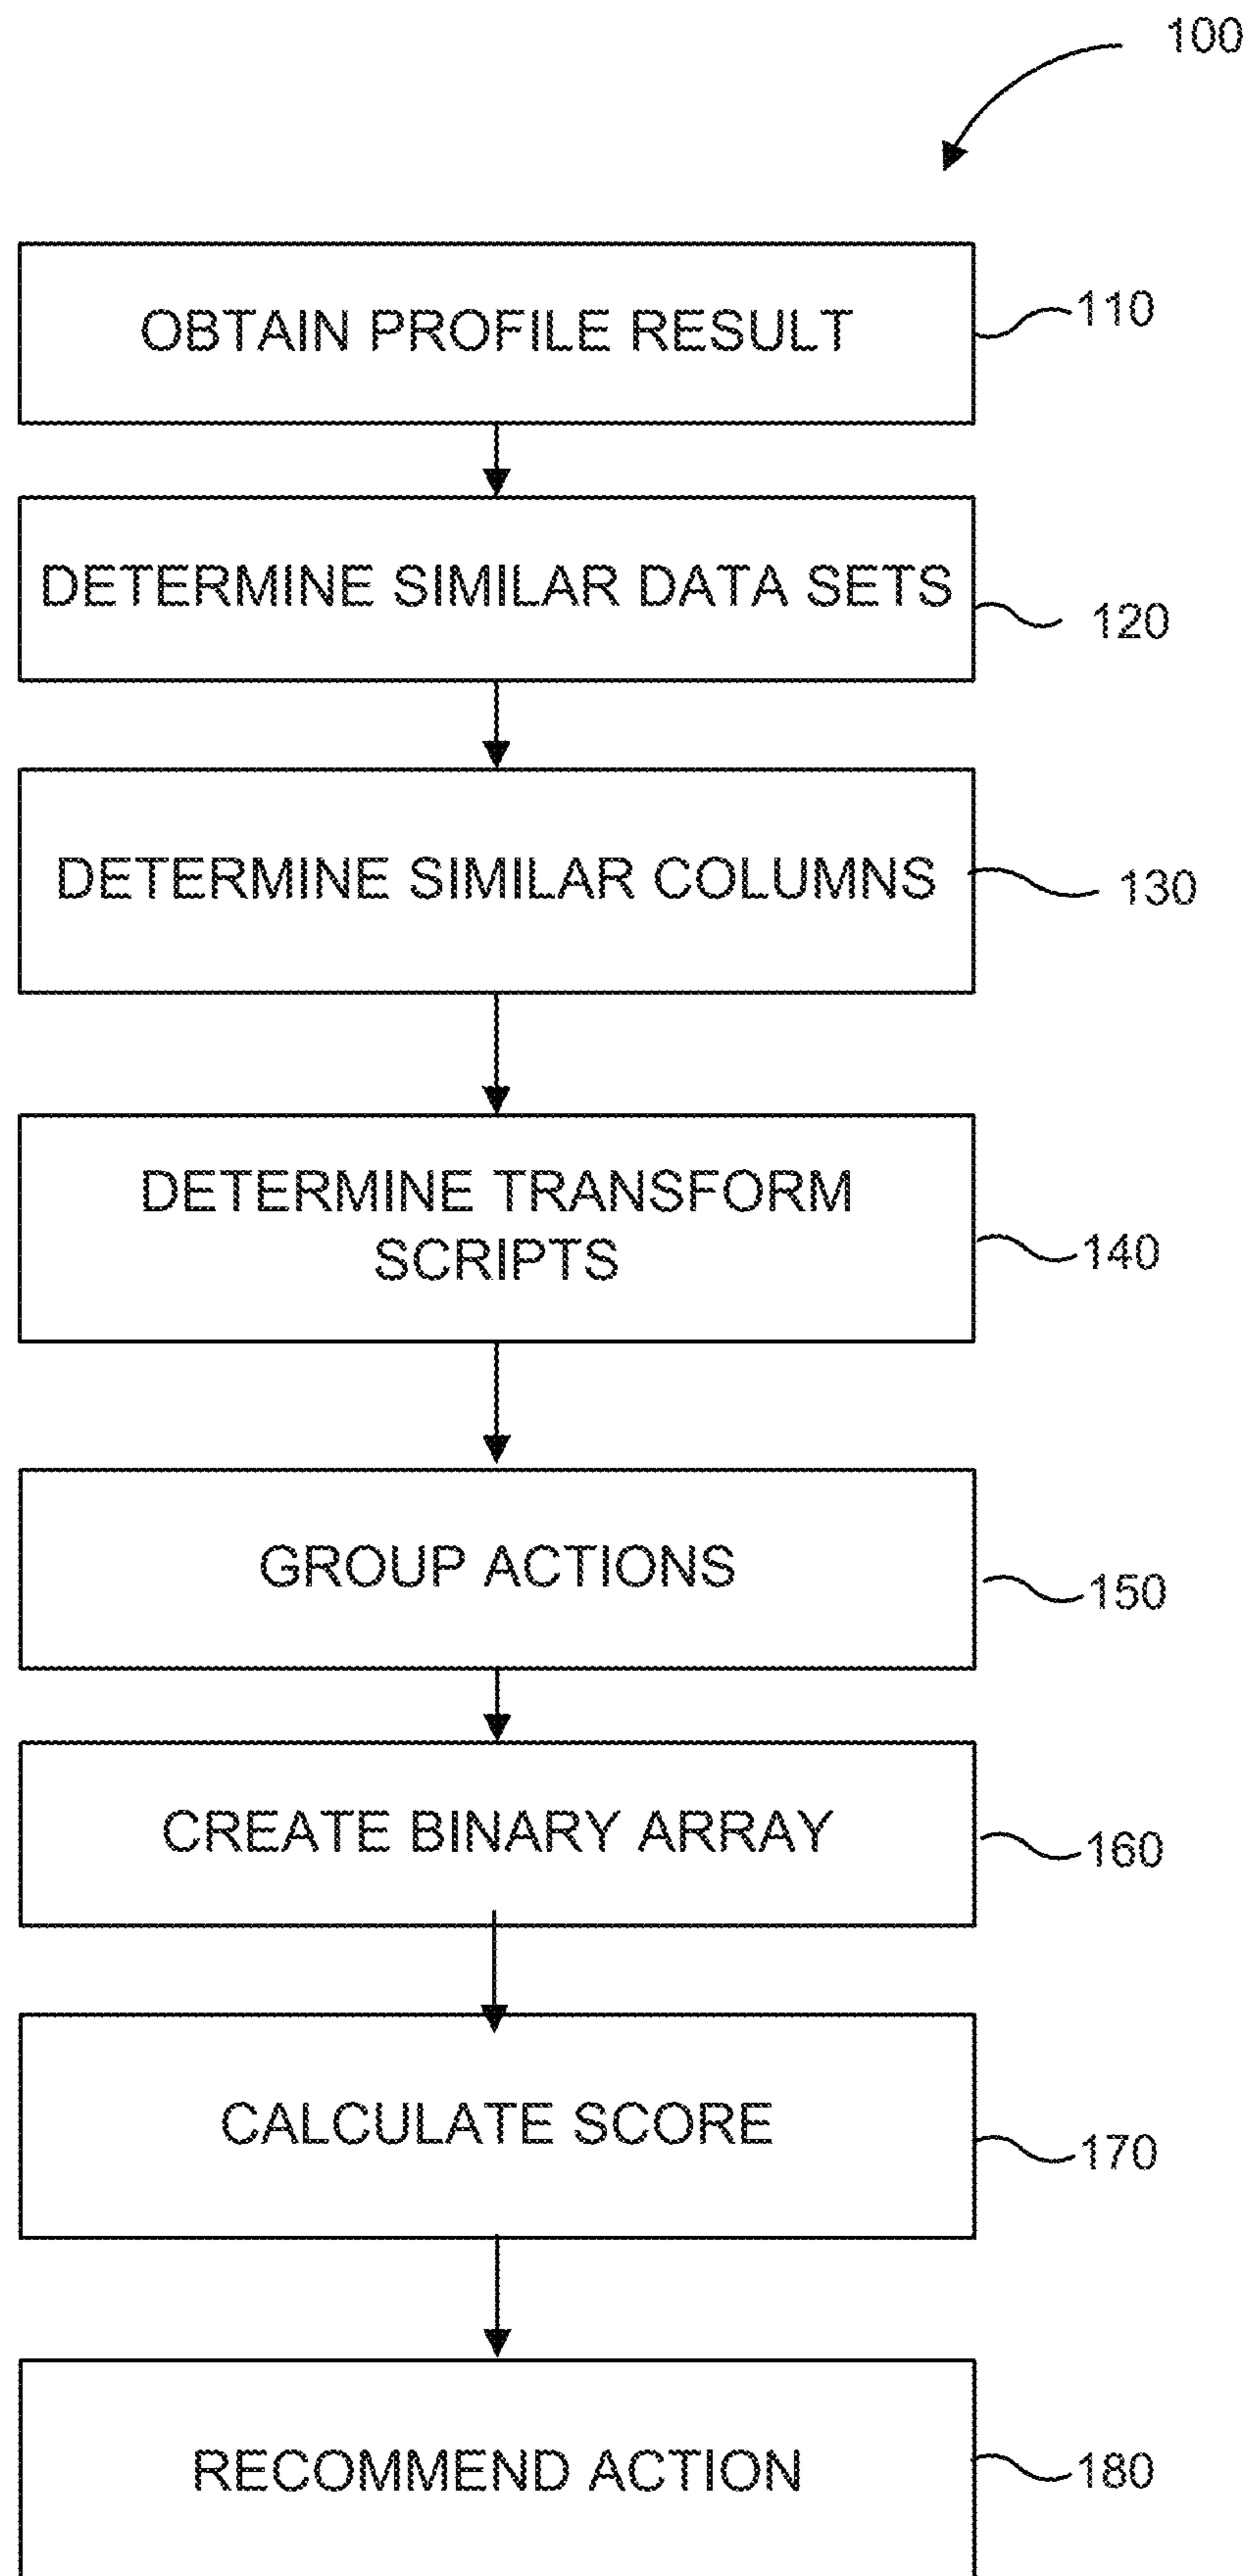 100
OBTAIN PROFILE RESULT
110
DETERMINE SIMILAR DATA SETS
120
DETERMINE SIMILAR COLUMNS
130
DETERMINE TRANSFORM
SCRIPTS
140
GROUP ACTIONS
150
CREATE BINARY ARRAY
160
CALCULATE SCORE
170
RECOMMEND ACTION
180